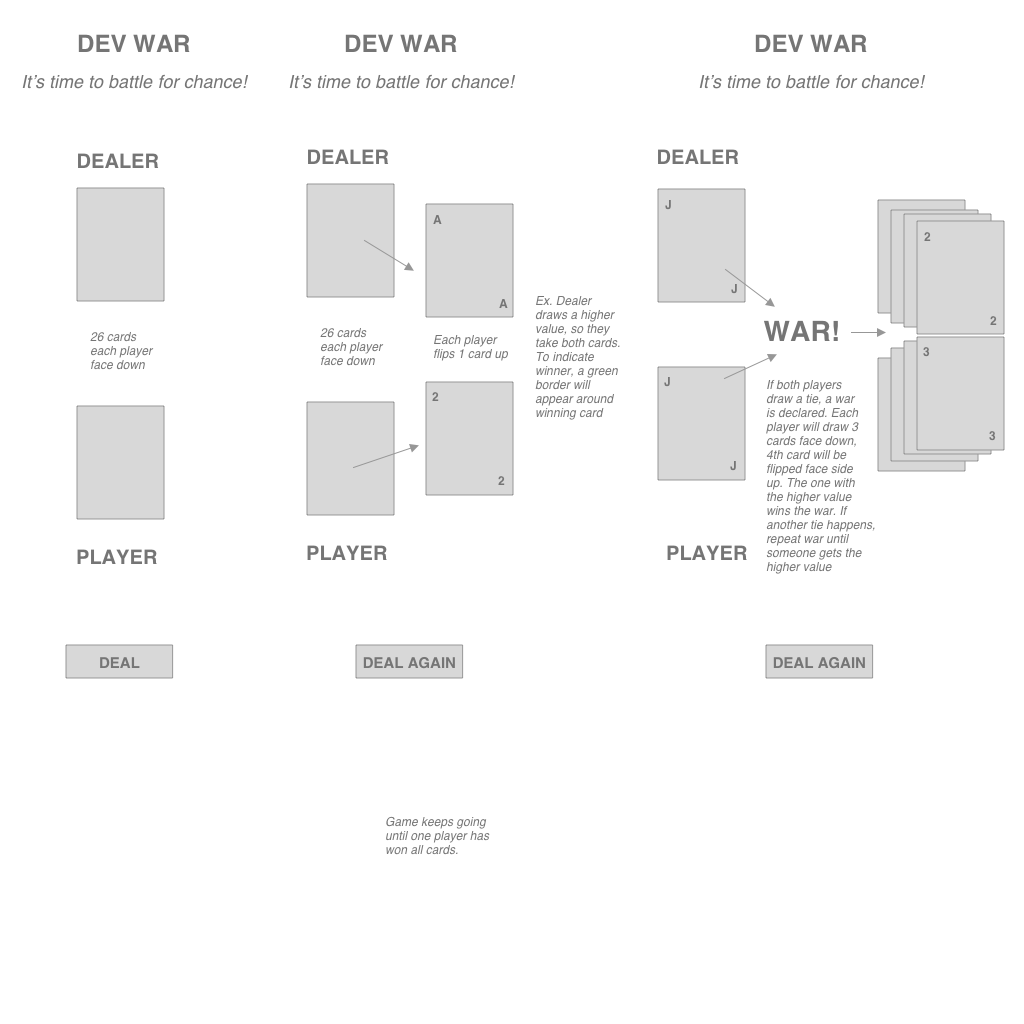 DEV WAR
It's time to battle for chance!
DEALER
26 cards
each player
face down
PLAYER
DEAL
DEV WAR
It's time to battle for chance!
DEALER
A
A
26 cards
each player
face down
Each player
flips 1 card up
2
2
Ex. Dealer
draws a higher
value, so they
take both cards.
To indicate
winner, a green
border will
appear around
winning card
PLAYER
DEAL AGAIN
Game keeps going
until one player has
won all cards.
DEV WAR
It's time to battle for chance!
DEALER
J
J
WAR!
J
J
2
2
3
3
If both players
draw a tie, a war
is declared. Each
player will draw 3
cards face down,
4th card will be
flipped face side
up. The one with
the higher value
wins the war. If
another tie happens,
repeat war until
someone gets the
higher value
PLAYER
DEAL AGAIN